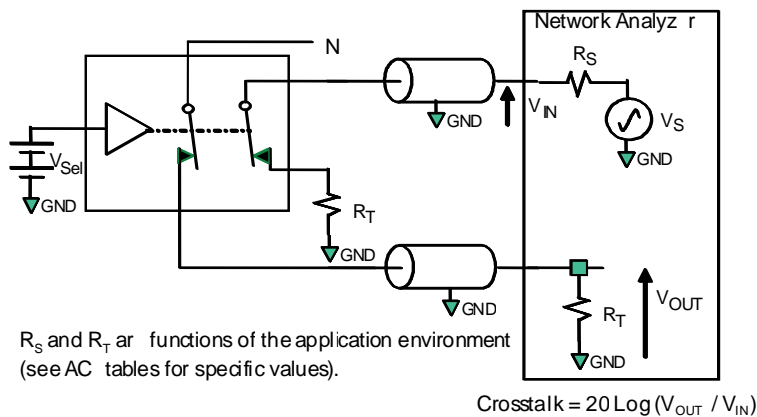 Network Analyz r
N
R_S
V_IN
V_S
GND
GND
V_Sel
GND
R_T
GND
GND
R_T
V_OUT
GND
R_S and R_T ar functions of the application environment
(see AC tables for specific values).
Crosstalk = 20 Log (V_OUT / V_IN)